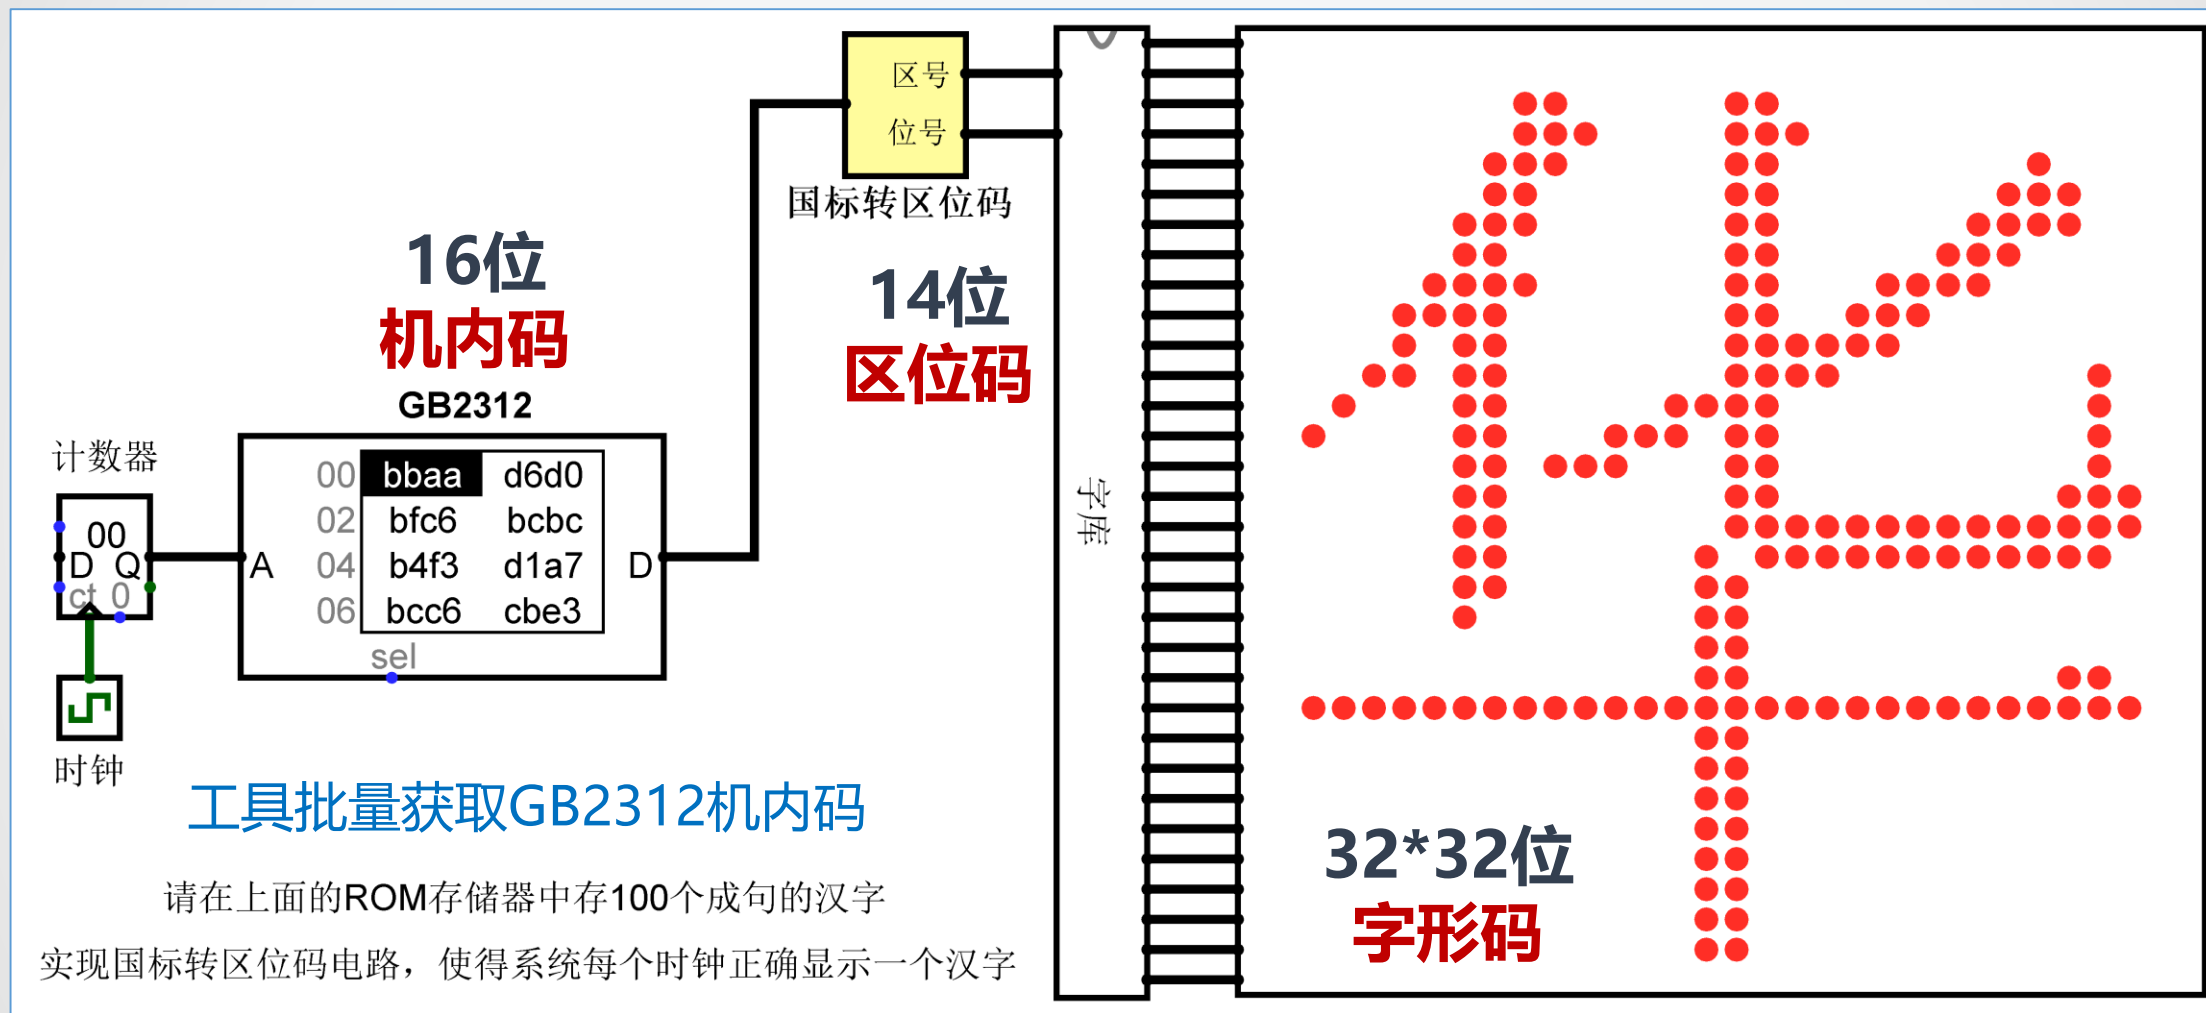 区号
位号
国标转区位码
16位
机内码
14位
区位码
GB2312
计数器
00 bbaa d6d0
02 bfc6 bcbc
04 b4f3 d1a7
06 bcc6 cbe3
A
D
sel
00
D Q
ct 0
时钟
字库
华
工具批量获取GB2312机内码
32*32位
字形码
请在上面的ROM存储器中存100个成句的汉字
实现国标转区位码电路，使得系统每个时钟正确显示一个汉字